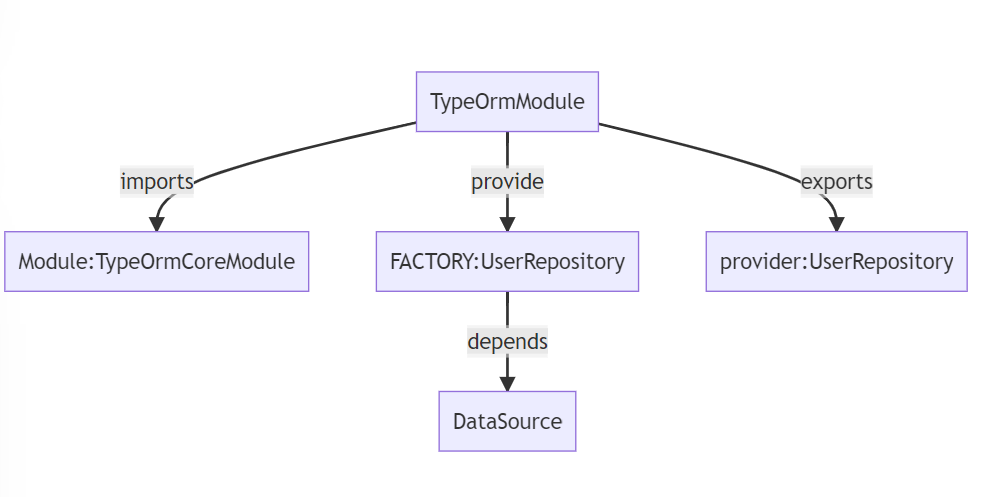 TypeOrmModule
imports
provide
exports
Module:TypeOrmCoreModule
FACTORY:UserRepository
provider:UserRepository
depends
DataSource